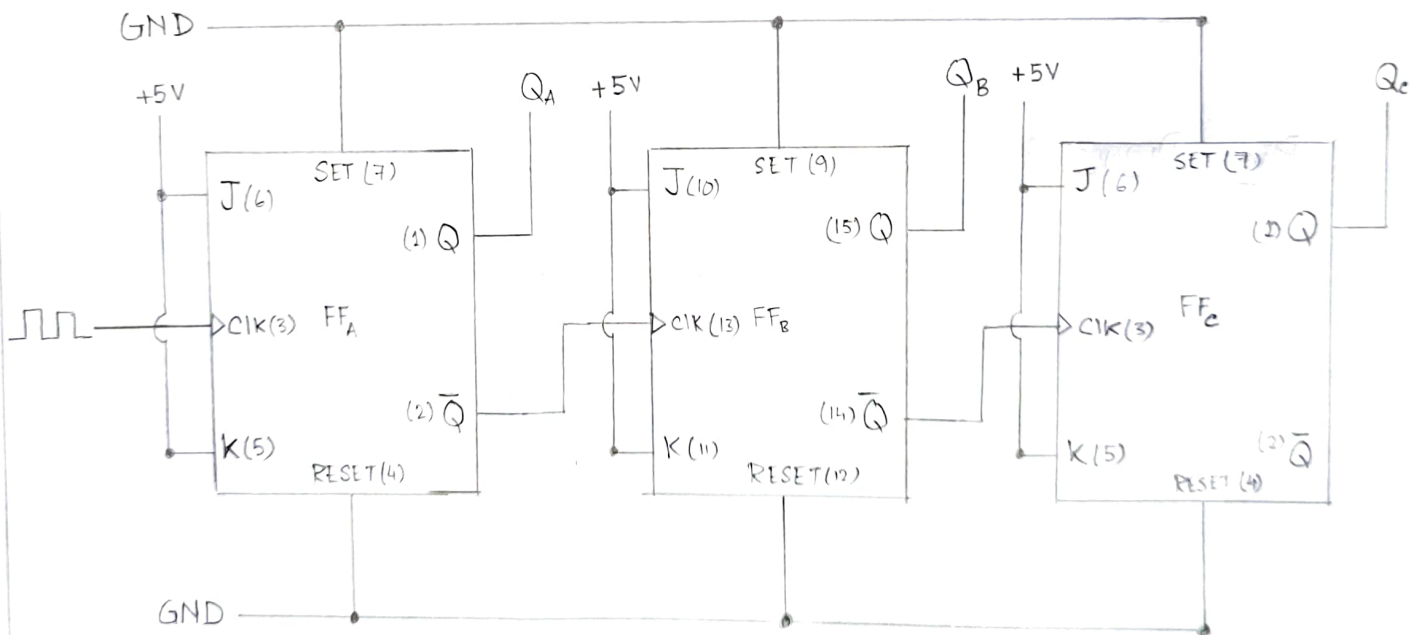 GND
+5V
Q_A
+5V
Q_B
+5V
Q_C
SET (7)
J(6)
(1) Q
ClK(3) FF_A
(2) Q̅
K(5)
RESET(4)
SET (9)
J(10)
(15) Q
ClK(13) FF_B
(14) Q̅
K(11)
RESET(12)
SET (7)
J(6)
(1) Q
ClK(3)
FF_C
(2) Q̅
K(5)
RESET (4)
GND